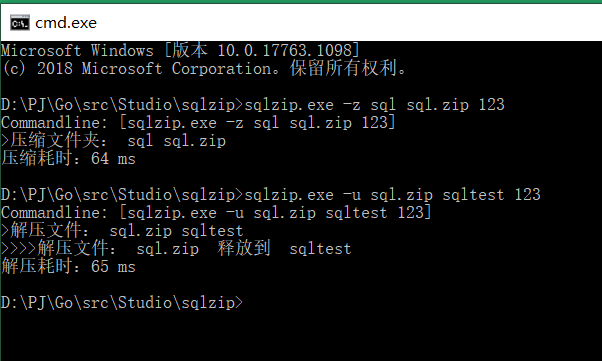 cmd.exe
Microsoft Windows [版本 10.0.17763.1098]
(c) 2018 Microsoft Corporation。保留所有权利。
D:\PJ\Go\src\Studio\sqlzip>sqlzip.exe -z sql sql.zip 123
Commandline: [sqlzip.exe -z sql sql.zip 123]
>压缩文件夹： sql sql.zip
压缩耗时：64 ms
D:\PJ\Go\src\Studio\sqlzip>sqlzip.exe -u sql.zip sqltest 123
Commandline: [sqlzip.exe -u sql.zip sqltest 123]
>解压文件： sql.zip sqltest
>>>>解压文件： sql.zip  释放到  sqltest
解压耗时：65 ms
D:\PJ\Go\src\Studio\sqlzip>